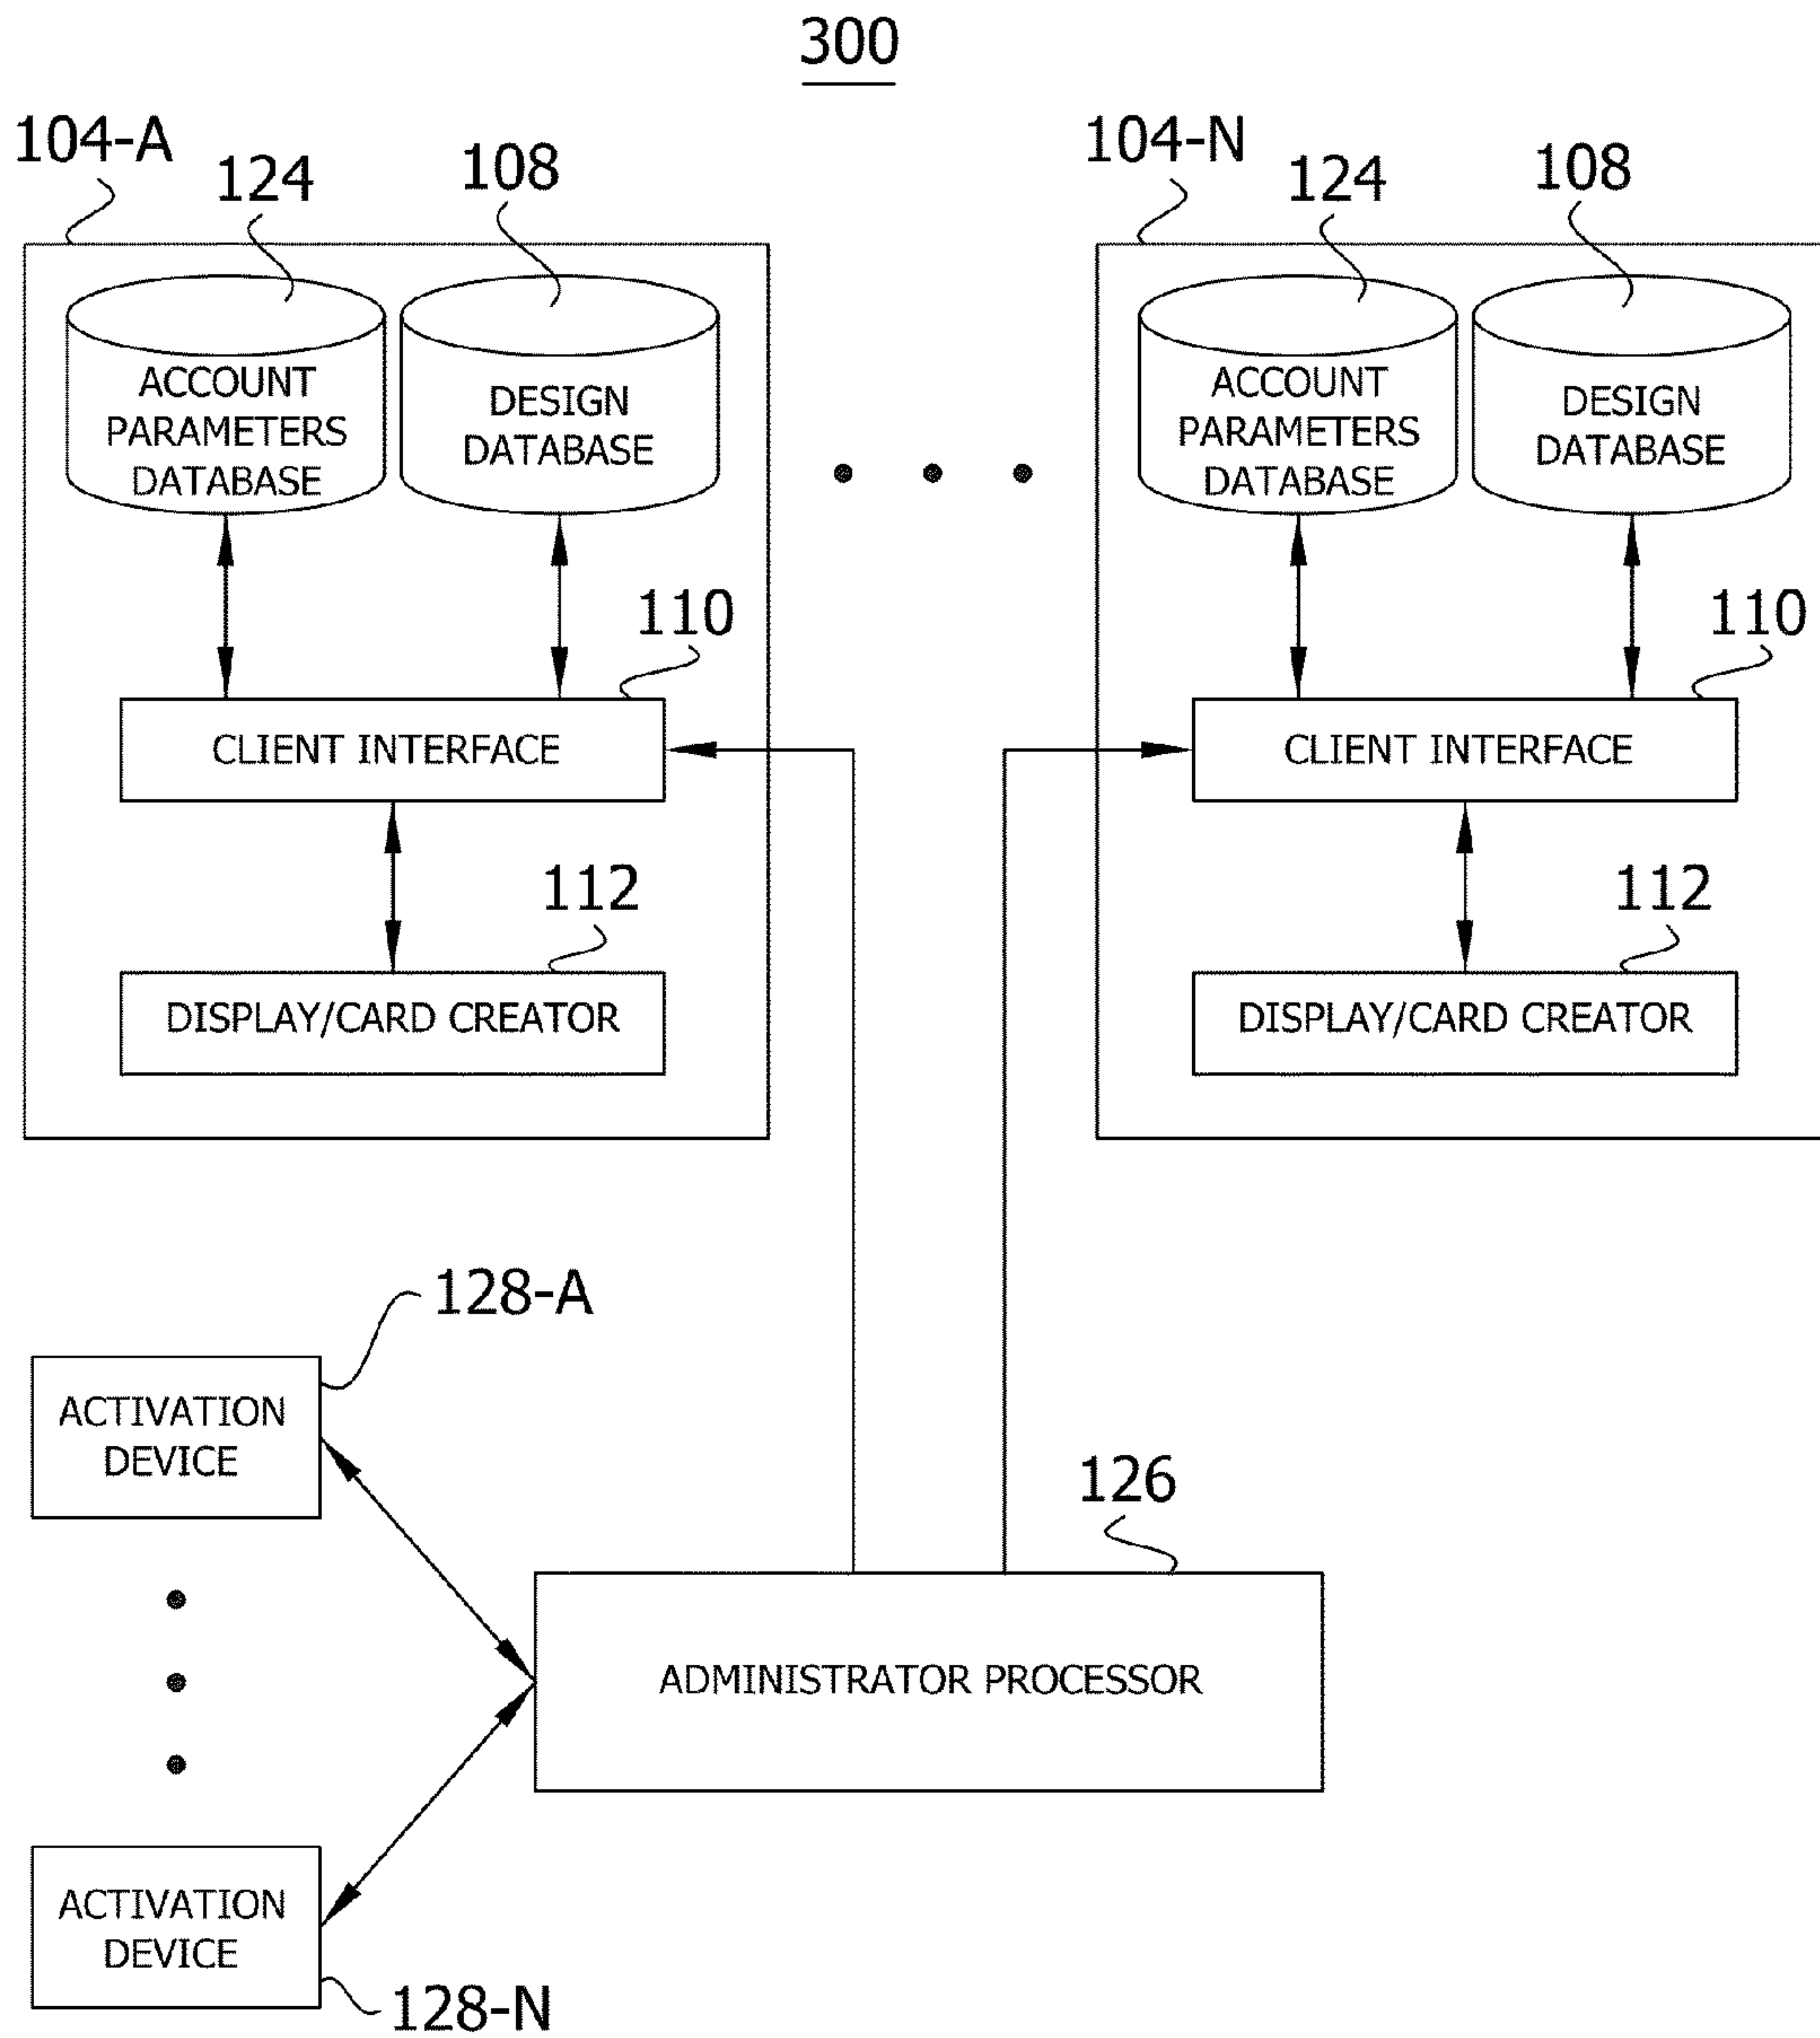 300
104-A
124
108
104-N
124
108
ACCOUNT
PARAMETERS
DATABASE
DESIGN
DATABASE
ACCOUNT
PARAMETERS
DATABASE
DESIGN
DATABASE
110
110
CLIENT INTERFACE
CLIENT INTERFACE
112
112
DISPLAY/CARD CREATOR
DISPLAY/CARD CREATOR
128-A
ACTIVATION
DEVICE
126
ADMINISTRATOR PROCESSOR
ACTIVATION
DEVICE
128-N